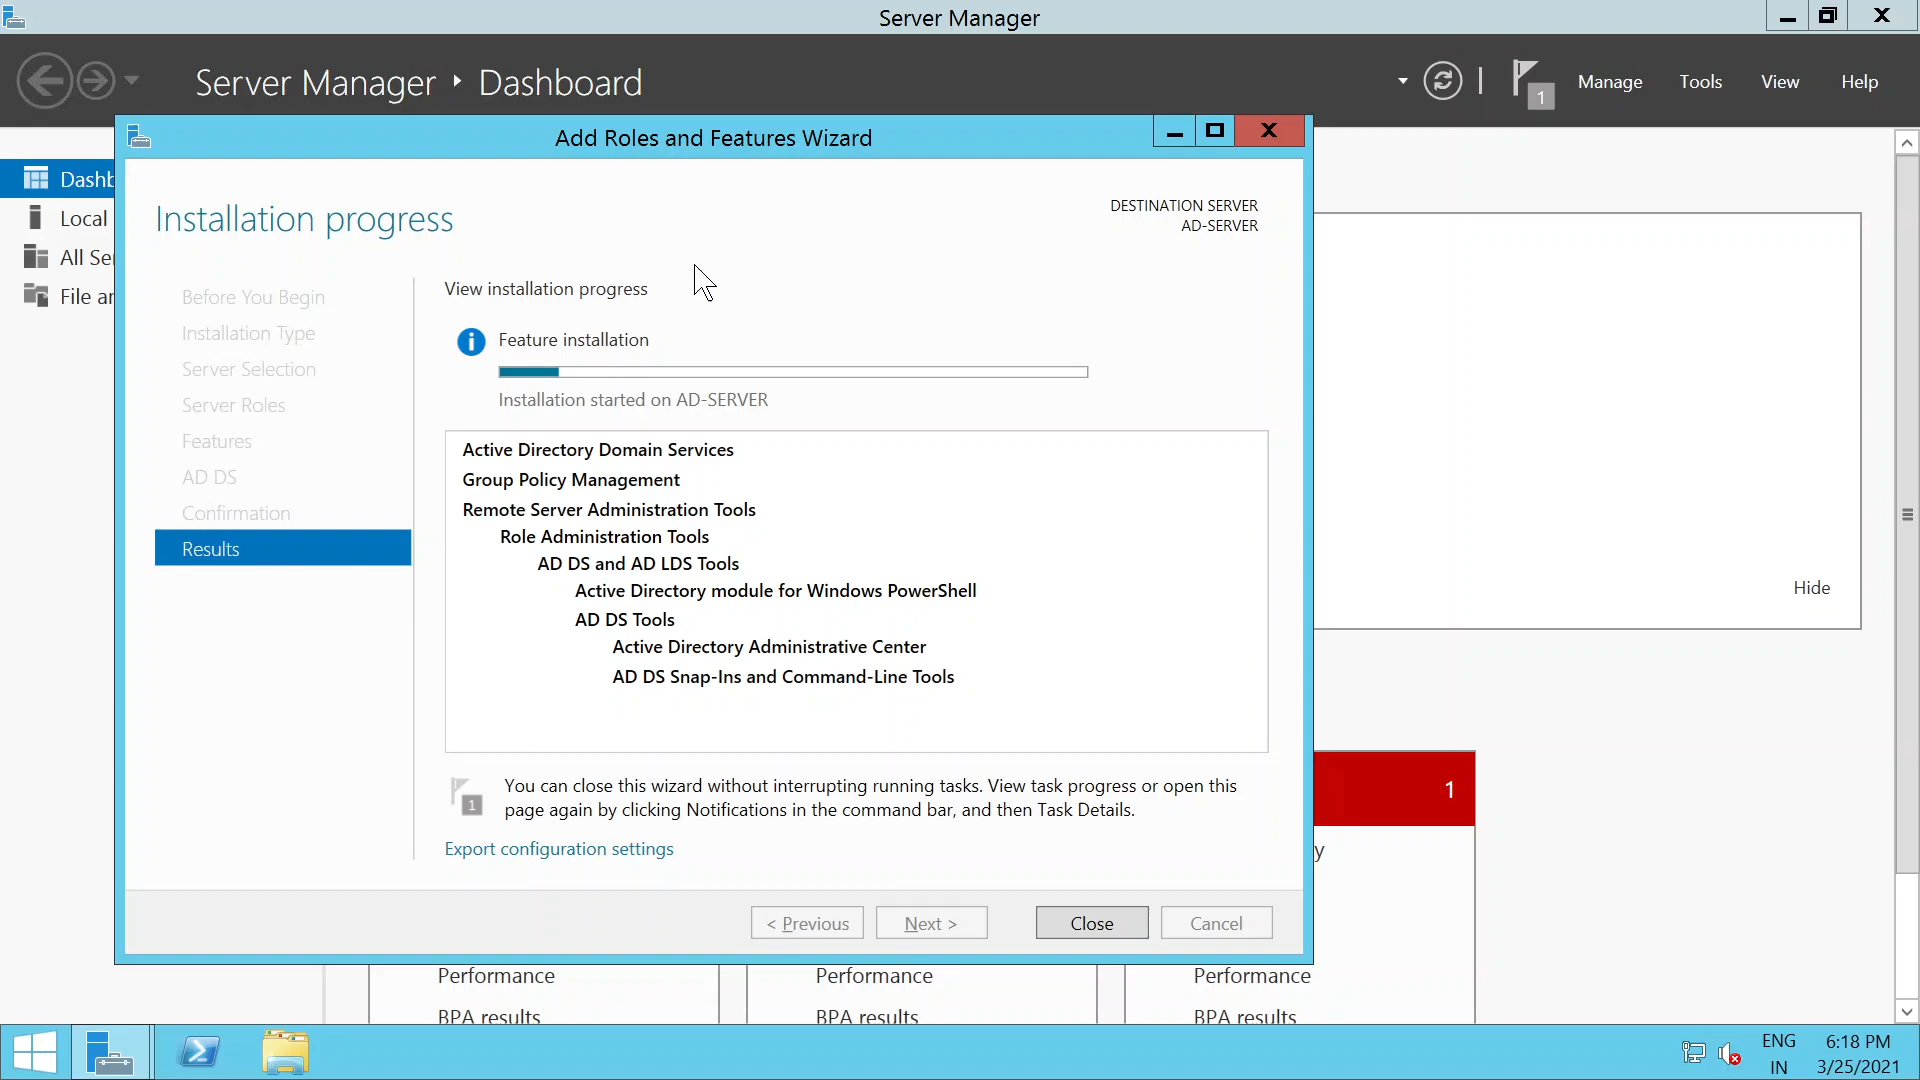 Server Manager
Server Manager ‣ Dashboard
1
Manage
Tools
View
Help
Add Roles and Features Wizard
Dashb
Local
All Se
File ar
Installation progress
DESTINATION SERVER
AD-SERVER
Before You Begin
Installation Type
Server Selection
Server Roles
Features
AD DS
Confirmation
Results
View installation progress
Feature installation
Installation started on AD-SERVER
Active Directory Domain Services
Group Policy Management
Remote Server Administration Tools
Role Administration Tools
AD DS and AD LDS Tools
Active Directory module for Windows PowerShell
AD DS Tools
Active Directory Administrative Center
AD DS Snap-Ins and Command-Line Tools
1
You can close this wizard without interrupting running tasks. View task progress or open this
page again by clicking Notifications in the command bar, and then Task Details.
Export configuration settings
< Previous
Next >
Close
Cancel
Hide
1
y
Performance
Performance
Performance
BPA results
BPA results
BPA results
ENG
IN
6:18 PM
3/25/2021